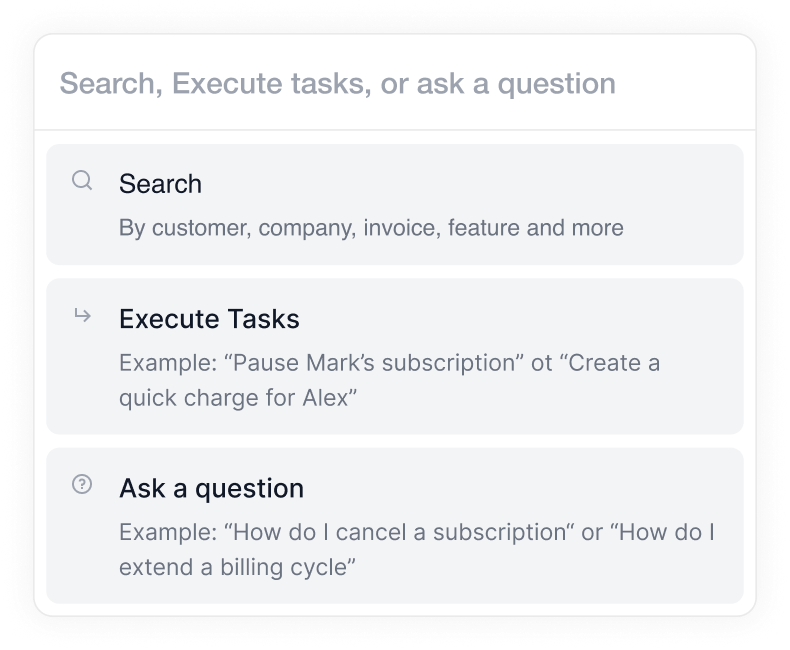 Search, Execute tasks, or ask a question
Search
By customer, company, invoice, feature and more
Execute Tasks
Example: “Pause Mark’s subscription” ot “Create a
quick charge for Alex”
Ask a question
Example: “How do I cancel a subscription“ or “How do I
extend a billing cycle”